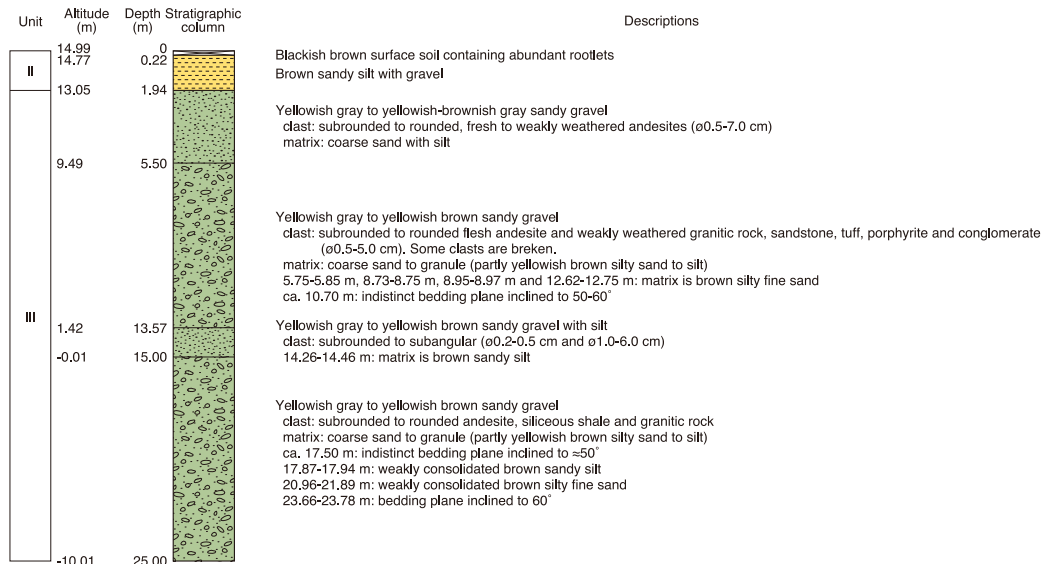 Unit Altitude (m) Depth (m) Stratigraphic column Descriptions
14.99 0
14.77 0.22
Blackish brown surface soil containing abundant rootlets
II
Brown sandy silt with gravel
13.05 1.94
Yellowish gray to yellowish-brownish gray sandy gravel
clast: subrounded to rounded, fresh to weakly weathered andesites (ø0.5-7.0 cm)
matrix: coarse sand with silt
9.49 5.50
Yellowish gray to yellowish brown sandy gravel
clast: subrounded to rounded flesh andesite and weakly weathered granitic rock, sandstone, tuff, porphyrite and conglomerate
(ø0.5-5.0 cm). Some clasts are breken.
matrix: coarse sand to granule (partly yellowish brown silty sand to silt)
5.75-5.85 m, 8.73-8.75 m, 8.95-8.97 m and 12.62-12.75 m: matrix is brown silty fine sand
ca. 10.70 m: indistinct bedding plane inclined to 50-60°
III
1.42 13.57
Yellowish gray to yellowish brown sandy gravel with silt
clast: subrounded to subangular (ø0.2-0.5 cm and ø1.0-6.0 cm)
-0.01 15.00
14.26-14.46 m: matrix is brown sandy silt
Yellowish gray to yellowish brown sandy gravel
clast: subrounded to rounded andesite, siliceous shale and granitic rock
matrix: coarse sand to granule (partly yellowish brown silty sand to silt)
ca. 17.50 m: indistinct bedding plane inclined to ≈50°
17.87-17.94 m: weakly consolidated brown sandy silt
20.96-21.89 m: weakly consolidated brown silty fine sand
23.66-23.78 m: bedding plane inclined to 60°
-10.01 25.00